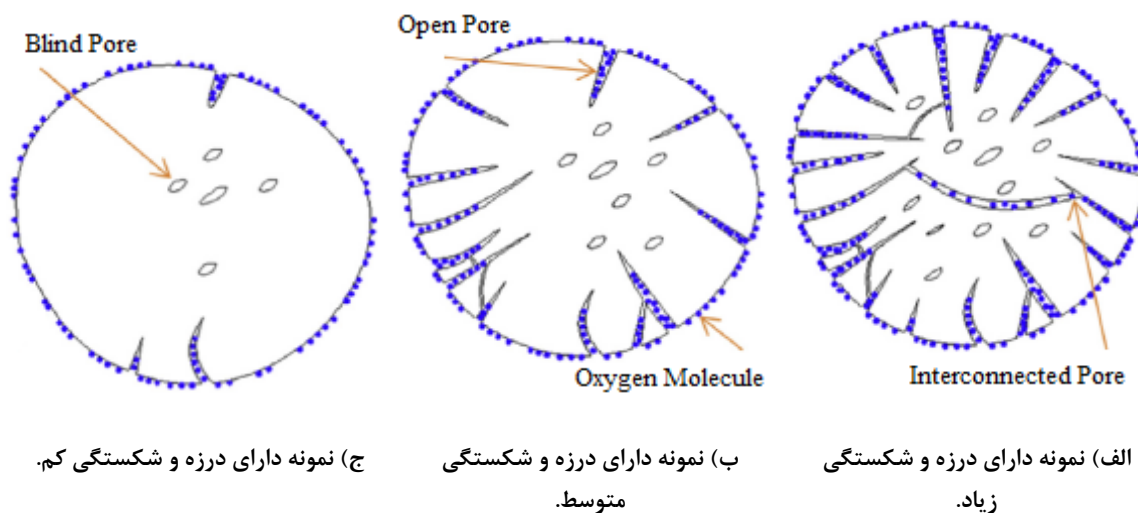 Blind Pore
Open Pore
Oxygen Molecule
Interconnected Pore
الف) نمونه دارای درزه و شکستگی
زیاد.
ب) نمونه دارای درزه و شکستگی
متوسط.
ج) نمونه دارای درزه و شکستگی کم.